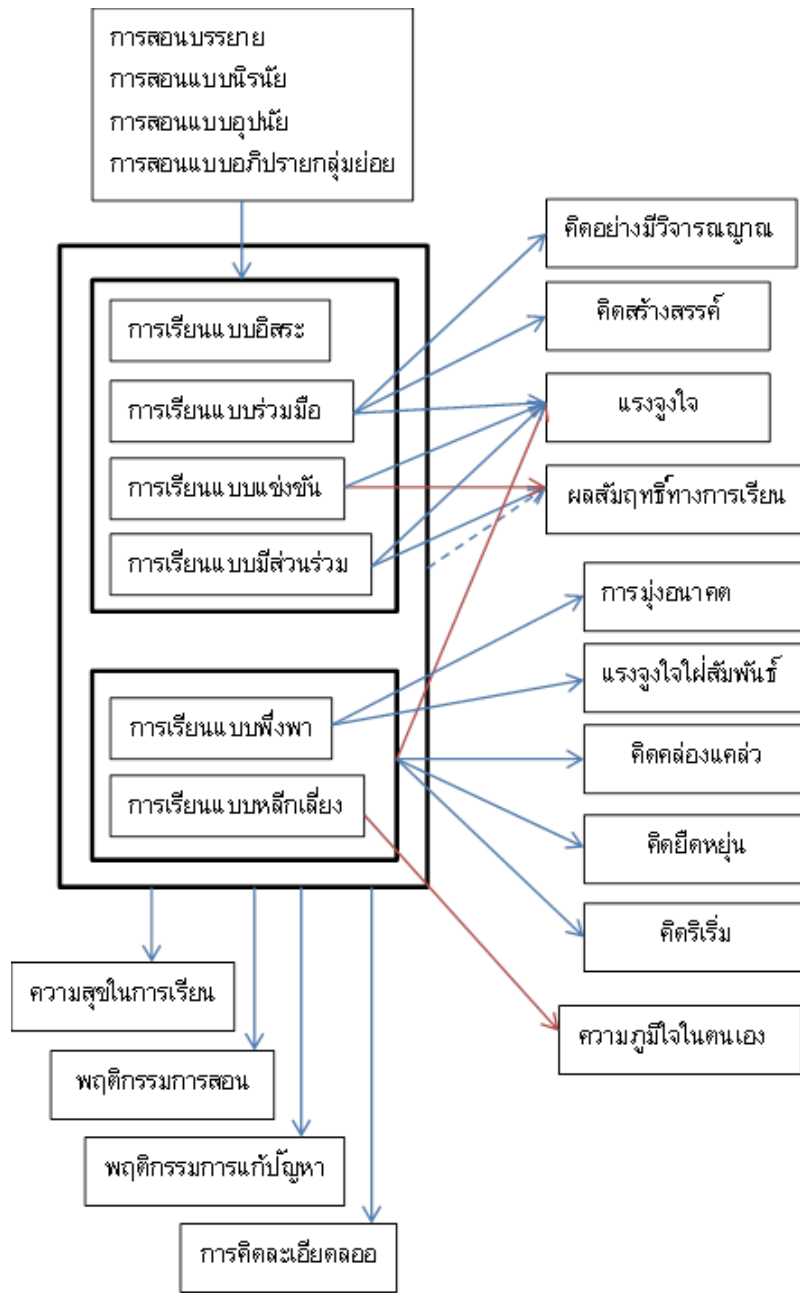 การสอนบรรยาย
การสอนแบบนิรนัย
การสอนแบบอุปนัย
การสอนแบบอภิปรายกลุ่มย่อย
การเรียนแบบอิสระ
การเรียนแบบร่วมมือ
การเรียนแบบแข่งขัน
การเรียนแบบมีส่วนร่วม
การเรียนแบบพึ่งพา
การเรียนแบบหลีกเลี่ยง
คิดอย่างมีวิจารณญาณ
คิดสร้างสรรค์
แรงจูงใจ
ผลสัมฤทธิ์ทางการเรียน
การมุ่งอนาคต
แรงจูงใจใฝ่สัมพันธ์
คิดคล่องแคล่ว
คิดยืดหยุ่น
คิดริเริ่ม
ความภูมิใจในตนเอง
ความสุขในการเรียน
พฤติกรรมการสอน
พฤติกรรมการแก้ปัญหา
การคิดละเอียดลออ